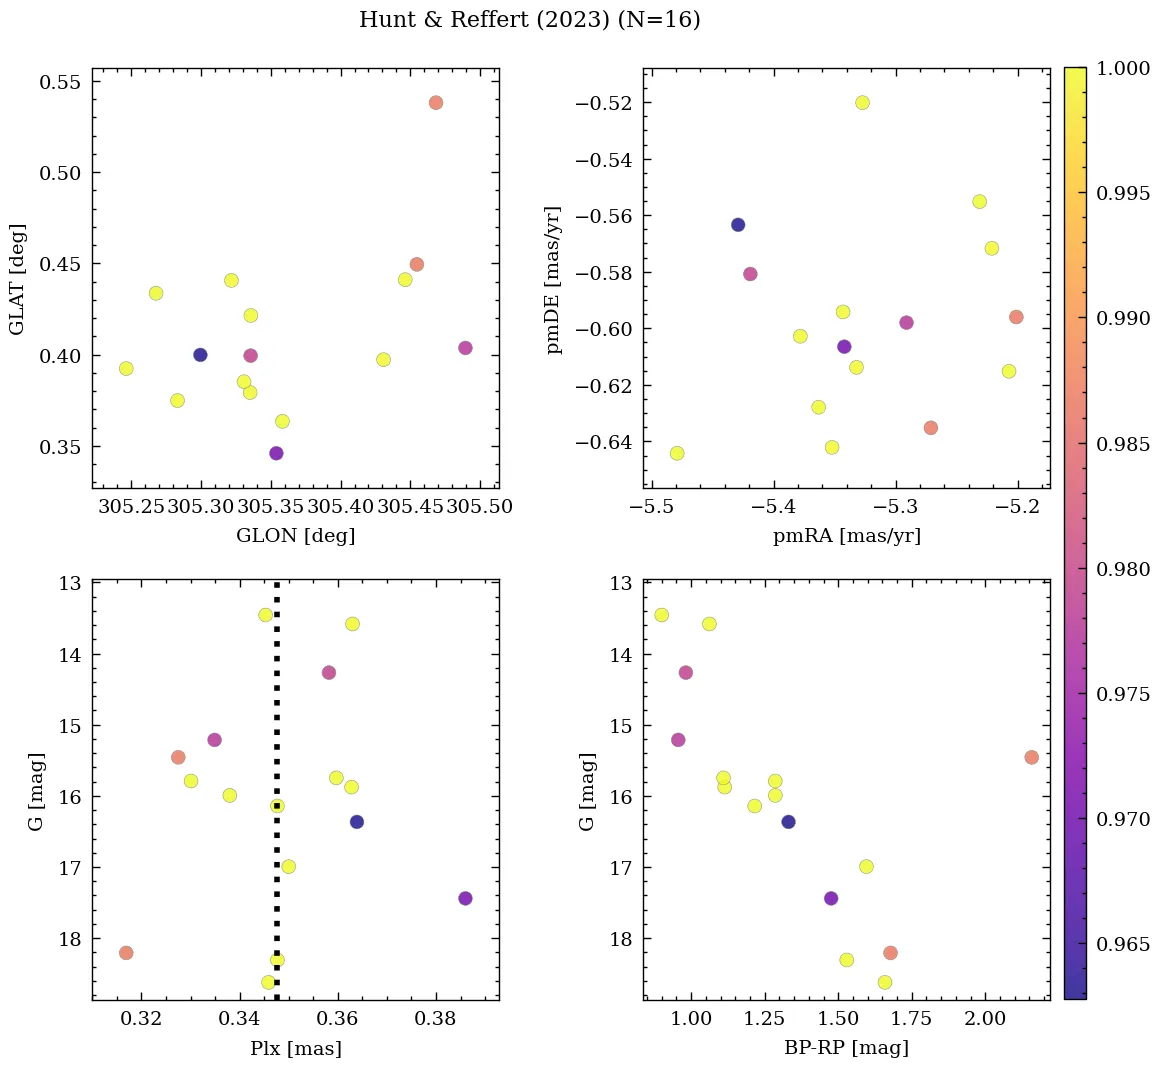 Hunt & Reffert (2023) (N=16)
0.55
0.50
0.45
0.40
0.35
GLAT [deg]
305.25 305.30 305.35 305.40 305.45 305.50
GLON [deg]
−0.52
−0.54
−0.56
−0.58
−0.60
−0.62
−0.64
pmDE [mas/yr]
−5.5 −5.4 −5.3 −5.2
pmRA [mas/yr]
13
14
15
16
17
18
G [mag]
0.32 0.34 0.36 0.38
Plx [mas]
13
14
15
16
17
18
G [mag]
1.00 1.25 1.50 1.75 2.00
BP-RP [mag]
1.000
0.995
0.990
0.985
0.980
0.975
0.970
0.965